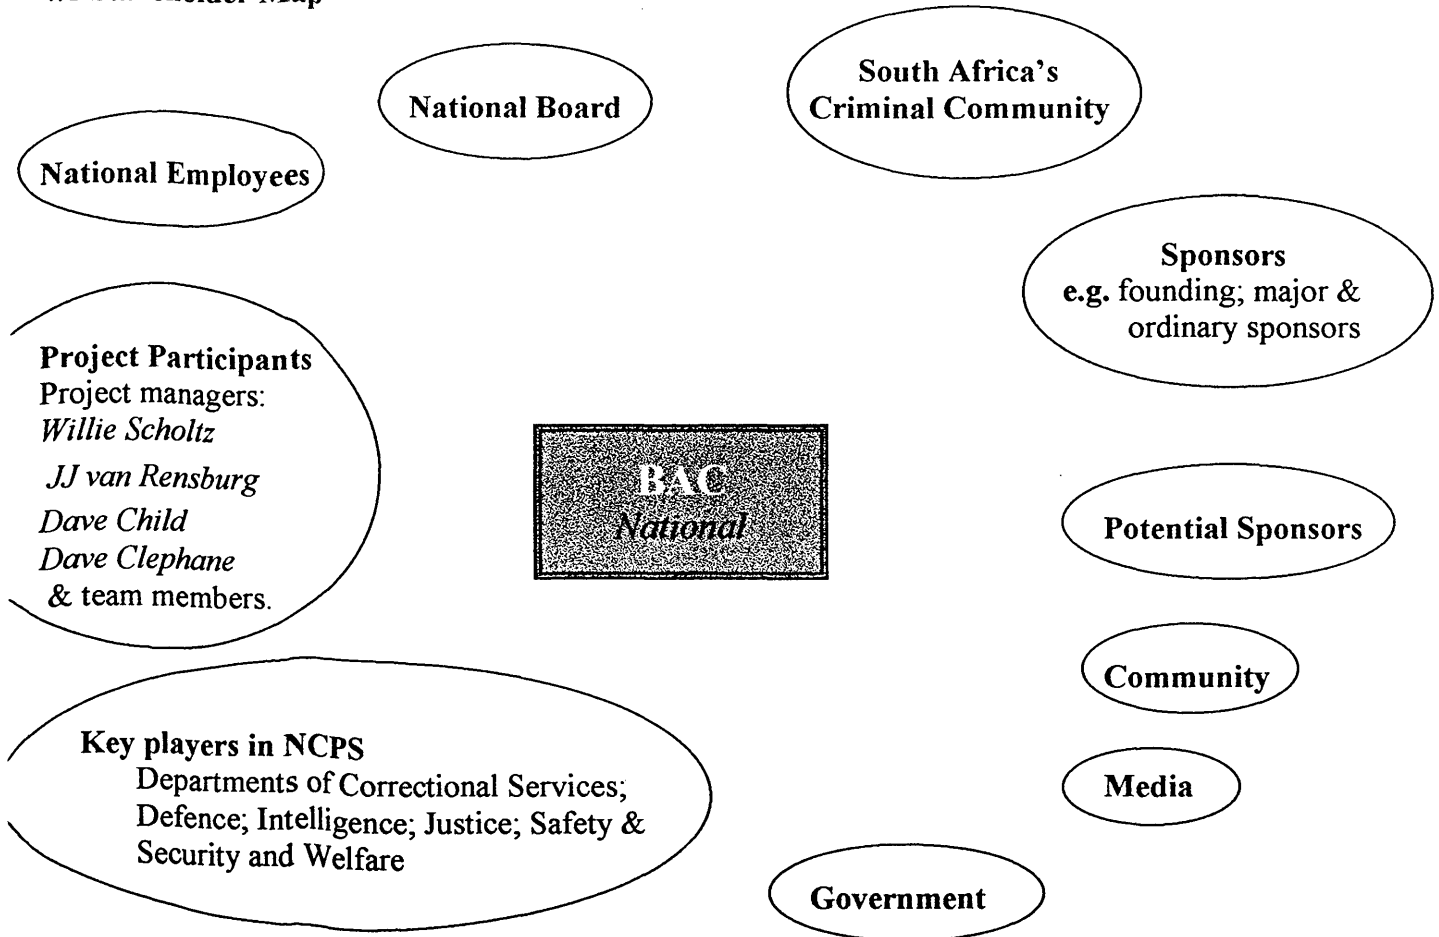 Map
National Board
South Africa's
Criminal Community
National Employees
Sponsors
e.g. founding; major &
ordinary sponsors
Project Participants
Project managers:
Willie Scholtz
JJ van Rensburg
Dave Child
Dave Clephane
& team members.
BAC
National
Potential Sponsors
Community
Key players in NCPS
Departments of Correctional Services;
Defence; Intelligence; Justice; Safety &
Security and Welfare
Media
Government